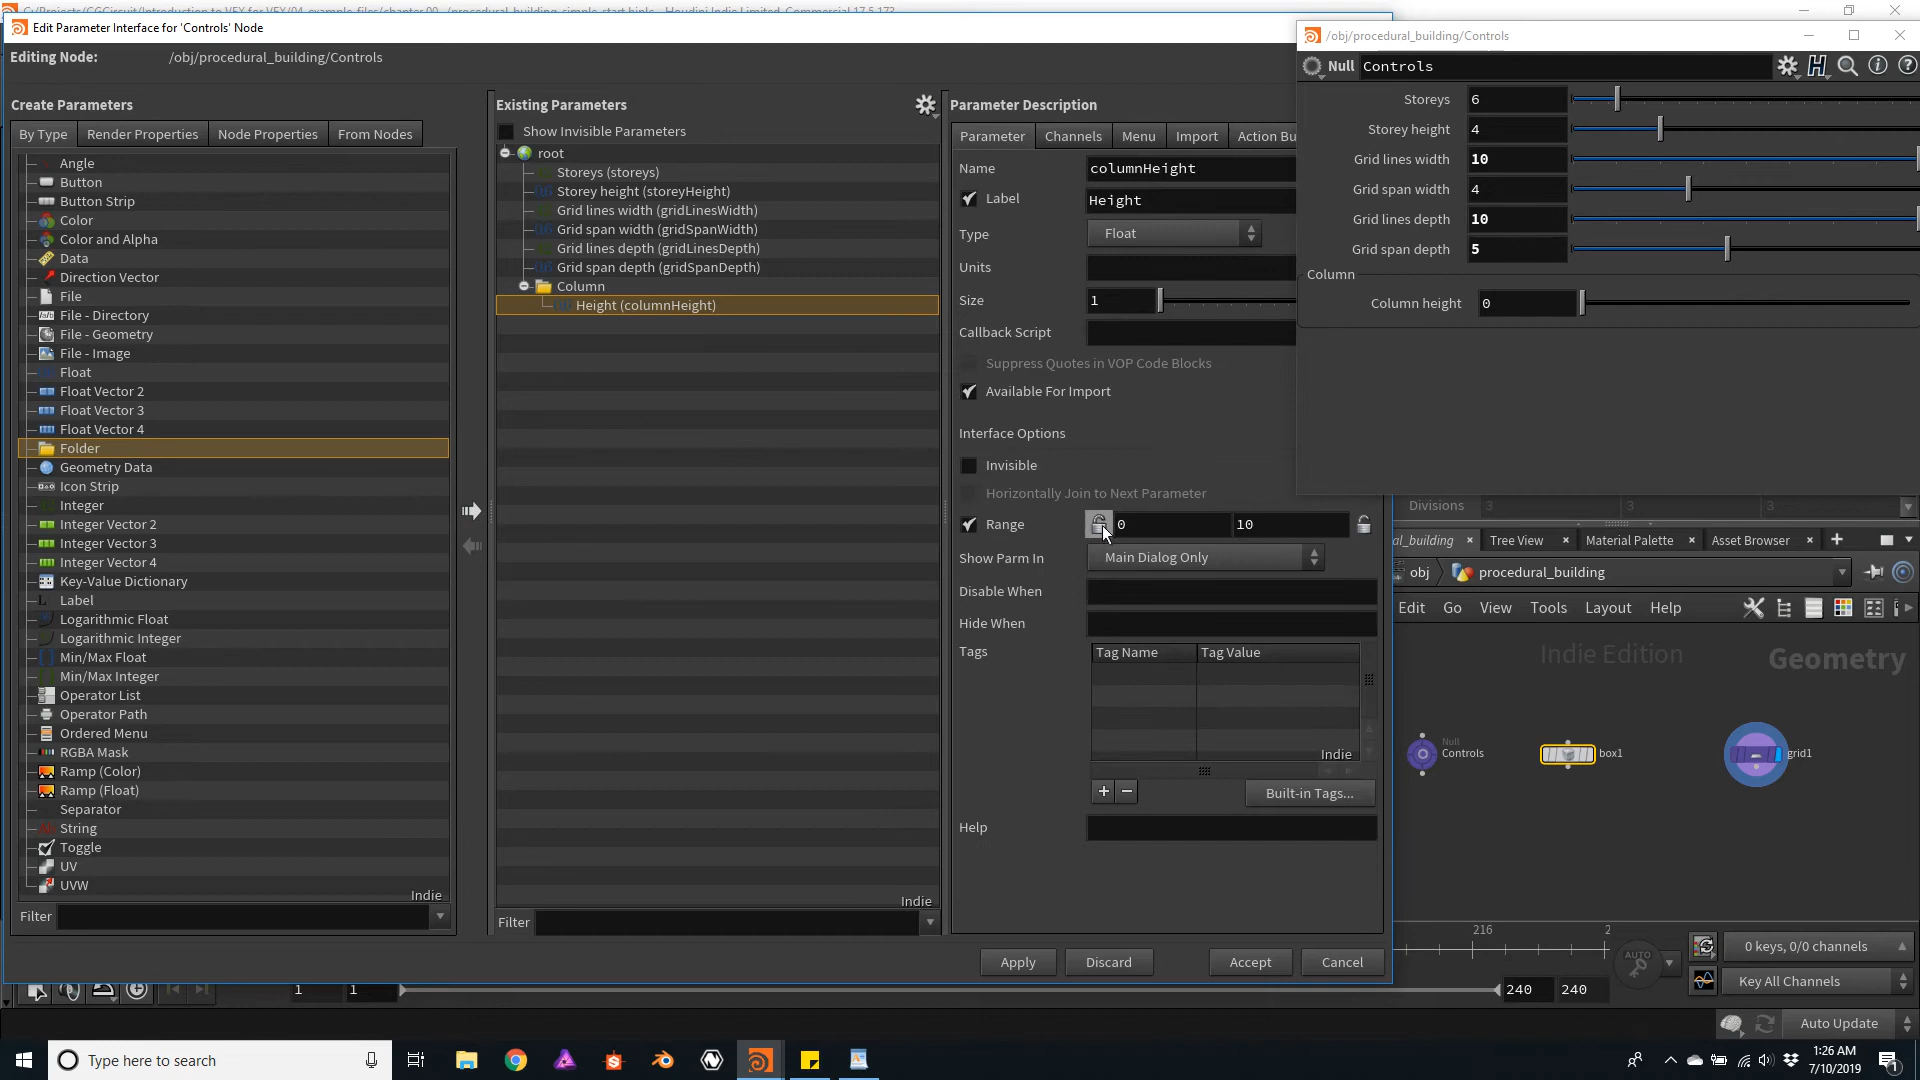 Edit Parameter Interface for 'Controls' Node
Editing Node: /obj/procedural_building/Controls
Create Parameters
By Type Render Properties Node Properties From Nodes
Angle
Button
Button Strip
Color
Color and Alpha
Data
Direction Vector
File
File - Directory
File - Geometry
File - Image
Float
Float Vector 2
Float Vector 3
Float Vector 4
Folder
Geometry Data
Icon Strip
Integer
Integer Vector 2
Integer Vector 3
Integer Vector 4
Key-Value Dictionary
Label
Logarithmic Float
Logarithmic Integer
Min/Max Float
Min/Max Integer
Operator List
Operator Path
Ordered Menu
RGBA Mask
Ramp (Color)
Ramp (Float)
Separator
String
Toggle
UV
UVW
Indie
Filter
Existing Parameters
Show Invisible Parameters
root
Storeys (storeys)
Storey height (storeyHeight)
Grid lines width (gridLinesWidth)
Grid span width (gridSpanWidth)
Grid lines depth (gridLinesDepth)
Grid span depth (gridSpanDepth)
Column
Height (columnHeight)
Indie
Filter
Parameter Description
Parameter Channels Menu Import Action Bu
Name columnHeight
Label Height
Type Float
Units
Size 1
Callback Script
Suppress Quotes in VOP Code Blocks
Available For Import
Interface Options
Invisible
Horizontally Join to Next Parameter
Range 0 10
Show Parm In Main Dialog Only
Disable When
Hide When
Tags Tag Name Tag Value
Indie
+ − Built-in Tags...
Help
Apply Discard Accept Cancel
/obj/procedural_building/Controls
Null Controls
Storeys 6
Storey height 4
Grid lines width 10
Grid span width 4
Grid lines depth 10
Grid span depth 5
Column
Column height 0
Divisions 3 3 3
al_building × Tree View × Material Palette × Asset Browser ×
obj procedural_building
Edit Go View Tools Layout Help
Indie Edition Geometry
Null
Controls box1 grid1
216
0 keys, 0/0 channels
AUTO
Key All Channels
1 1 240 240
Auto Update
Type here to search
1:26 AM
7/10/2019